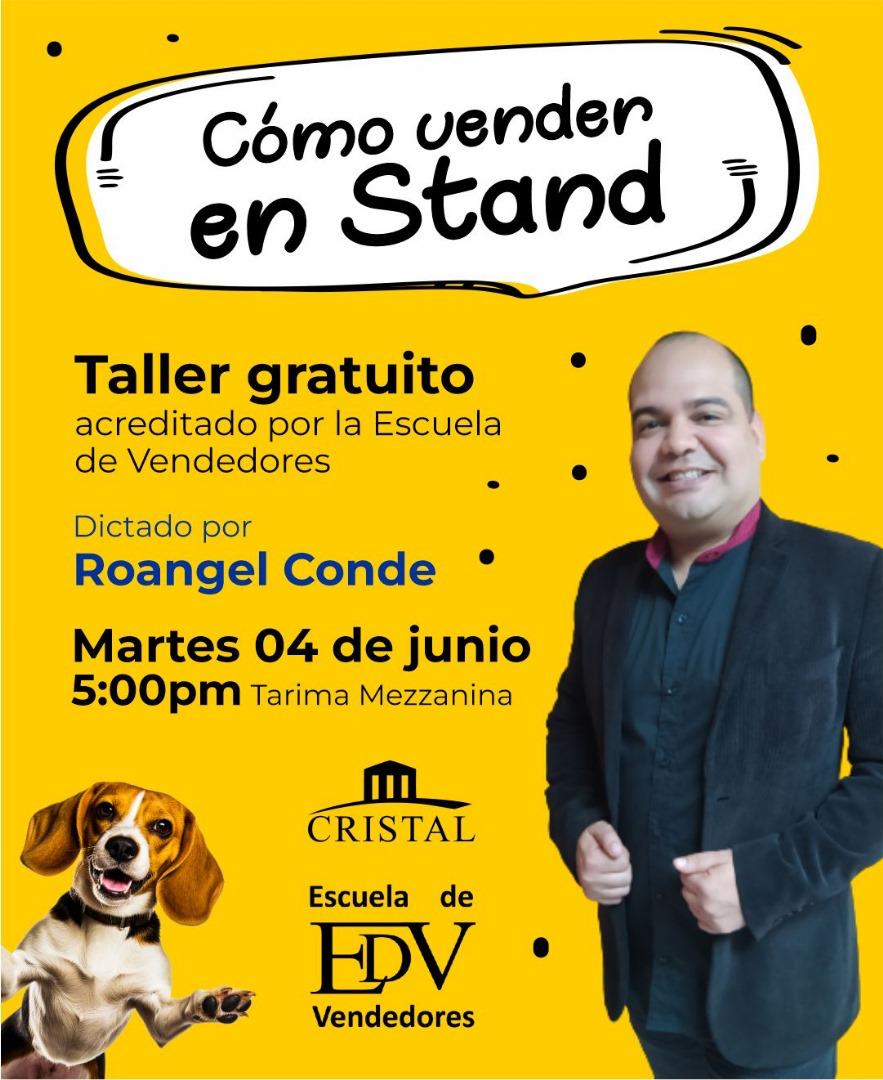 Cómo vender
en Stand
Taller gratuito
acreditado por la Escuela
de Vendedores
Dictado por
Roangel Conde
Martes 04 de junio
5:00pm Tarima Mezzanina
CRISTAL
Escuela de
EDV
Vendedores